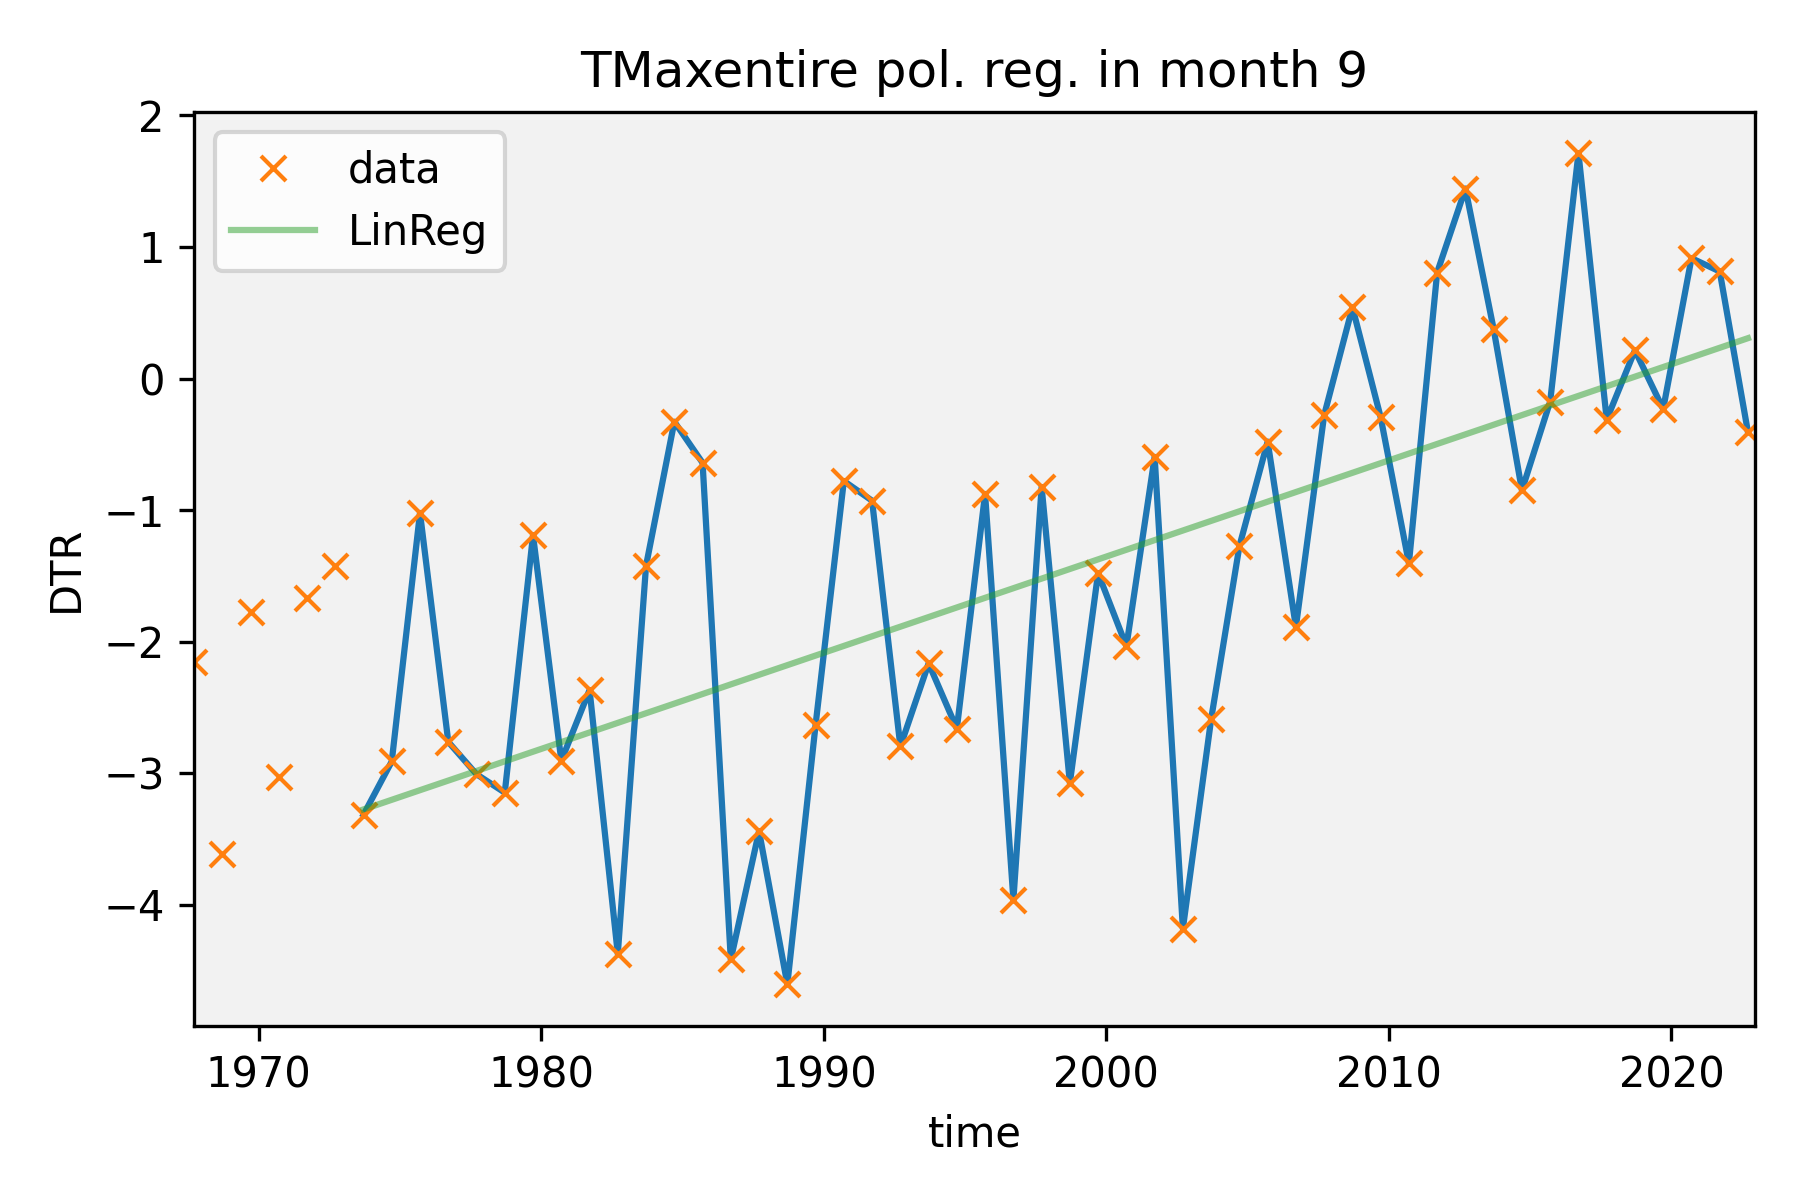 TMaxentire pol. reg. in month 9
2
1
0
−1
−2
−3
−4
DTR
data
LinReg
1970 1980 1990 2000 2010 2020
time